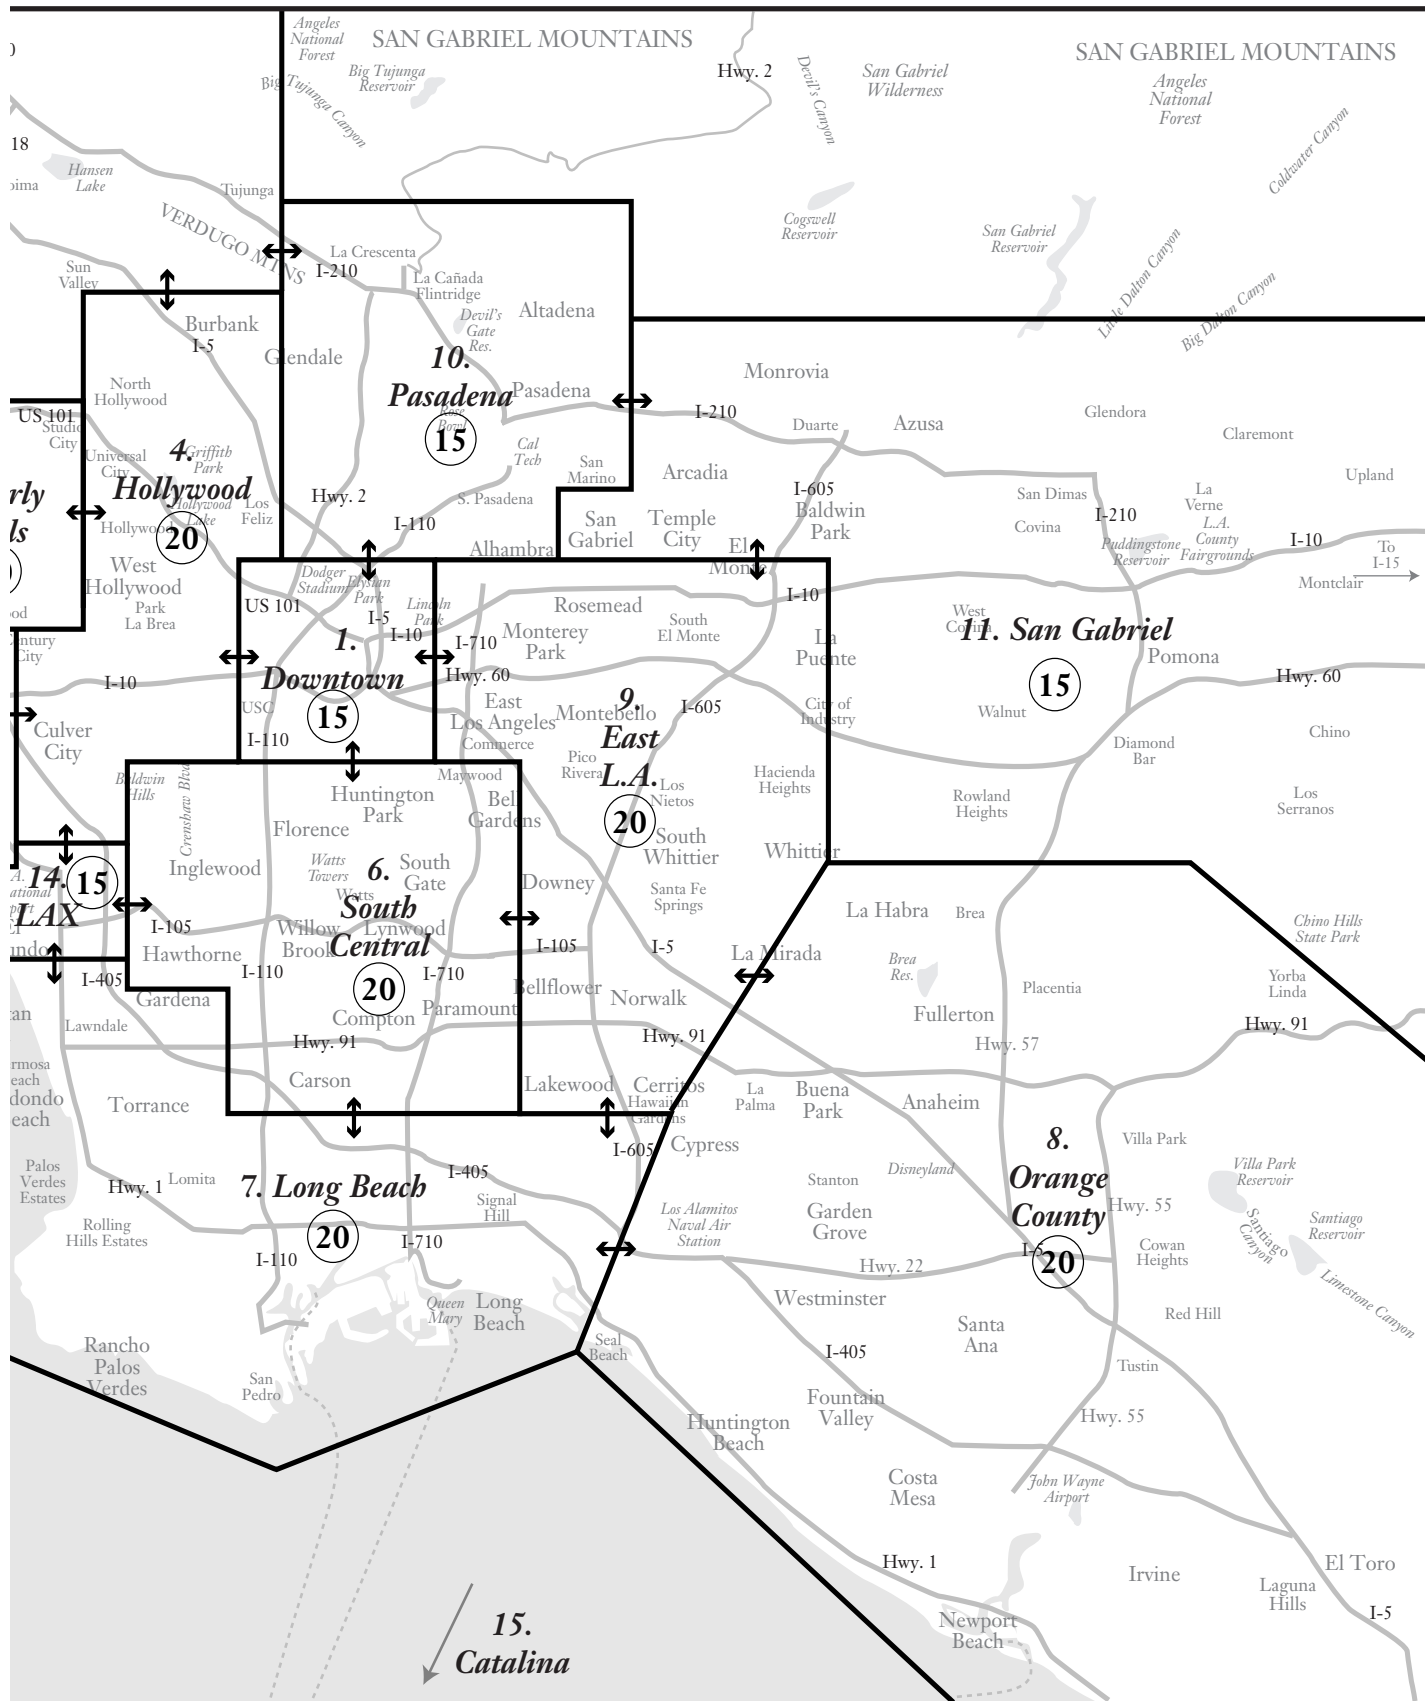 Angeles
National
Forest
SAN GABRIEL MOUNTAINS
SAN GABRIEL MOUNTAINS
Hwy. 2
Big Tujunga
Reservoir
Big Tujunga Canyon
Devil's Canyon
San Gabriel
Wilderness
Angeles
National
Forest
Coldwater Canyon
18
Hansen
Lake
oima
Tujunga
VERDUGO MTNS
Cogswell
Reservoir
San Gabriel
Reservoir
Little Dalton Canyon
Big Dalton Canyon
Sun
Valley
La Crescenta
I-210
La Cañada
Flintridge
Devil's
Gate
Res.
Altadena
Burbank
I-5
Glendale
10.
Pasadena
15
Pasadena
Rose
Bowl
Monrovia
I-210
Duarte
Azusa
Glendora
Claremont
Upland
North
Hollywood
US 101
Studio
City
Universal
City
Griffith
Park
4.
Hollywood
20
Hollywood
Lake
Hollywood
Los
Feliz
rly
ls
Cal
Tech
San
Marino
S. Pasadena
Hwy. 2
I-110
Arcadia
I-605
Baldwin
Park
San Dimas
Covina
I-210
La
Verne
L.A.
County
Fairgrounds
Puddingstone
Reservoir
I-10
To
I-15
Montclair
San
Gabriel
Temple
City
El
Monte
Alhambra
West
Hollywood
Park
La Brea
ood
entury
City
Dodger
Stadium
Elysian
Park
US 101
I-5
Lincoln
Park
I-10
1.
Downtown
15
USC
I-110
I-10
Culver
City
Rosemead
I-10
Monterey
Park
South
El Monte
I-710
Hwy. 60
La
Puente
West
Covina
11. San Gabriel
15
Pomona
Hwy. 60
Walnut
Chino
East
Los Angeles
Commerce
Montebello
9.
East
L.A.
20
I-605
City of
Industry
Diamond
Bar
Pico
Rivera
Los
Nietos
Hacienda
Heights
Rowland
Heights
Los
Serranos
Maywood
Bell
Gardens
Baldwin
Hills
Crenshaw Blvd
Huntington
Park
Florence
Inglewood
Watts
Towers
Watts
South
Gate
6.
South
Central
20
Willow
Brook
Lynwood
South
Whittier
Whittier
Downey
Santa Fe
Springs
A.
ational
port
14.
LAX
15
El
undo
I-105
Hawthorne
I-405
Gardena
Lawndale
I-110
I-710
Compton
Paramount
Hwy. 91
I-105
I-5
Bellflower
Norwalk
Hwy. 91
La Habra
Brea
La Mirada
Brea
Res.
Placentia
Fullerton
Hwy. 57
Chino Hills
State Park
Yorba
Linda
Hwy. 91
tan
rmosa
each
dondo
each
Carson
Torrance
Lakewood
Cerritos
Hawaiian
Gardens
La
Palma
Buena
Park
Anaheim
I-605
Cypress
8.
Orange
County
20
Villa Park
Villa Park
Reservoir
Palos
Verdes
Estates
Hwy. 1
Lomita
7. Long Beach
20
I-405
Signal
Hill
Stanton
Disneyland
Garden
Grove
Hwy. 55
Los Alamitos
Naval Air
Station
Santiago
Canyon
Santiago
Reservoir
Limestone Canyon
Cowan
Heights
Rolling
Hills Estates
I-110
I-710
I-5
Hwy. 22
Westminster
Queen
Mary
Long
Beach
Seal
Beach
Santa
Ana
Red Hill
Rancho
Palos
Verdes
San
Pedro
I-405
Tustin
Fountain
Valley
Hwy. 55
Huntington
Beach
Costa
Mesa
John Wayne
Airport
Hwy. 1
Irvine
El Toro
Laguna
Hills
I-5
Newport
Beach
15.
Catalina